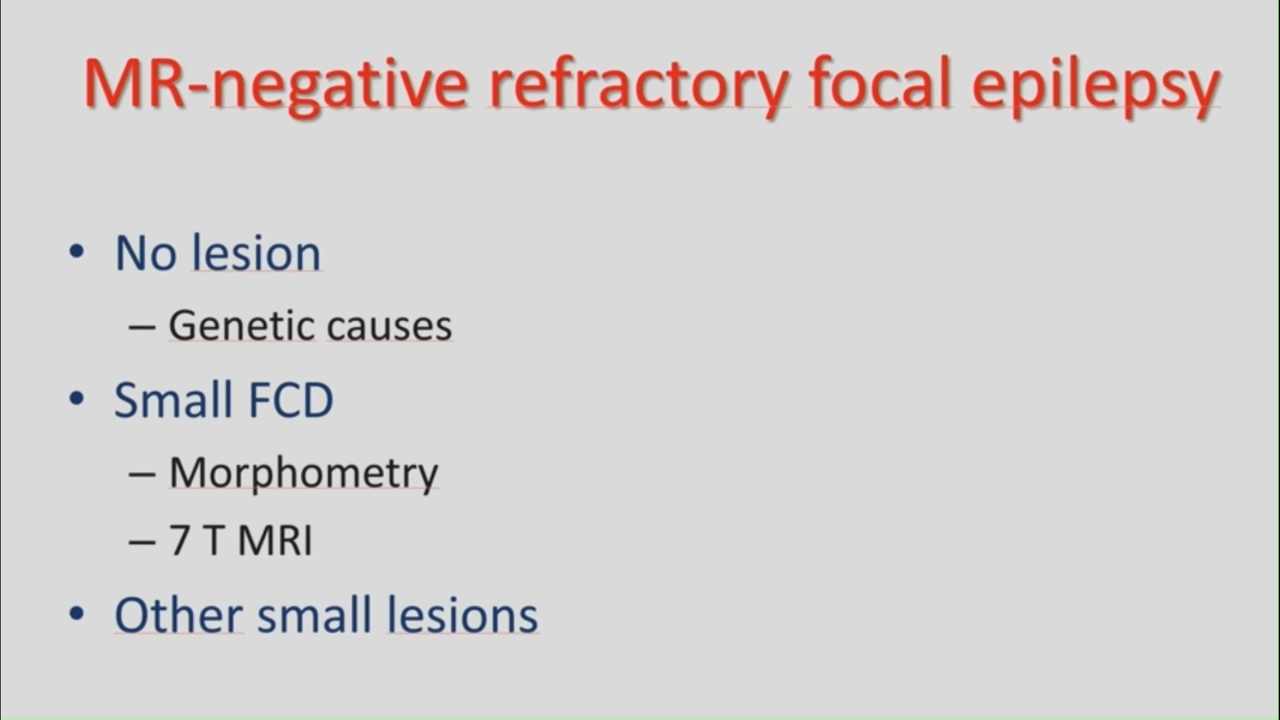 MR-negative refractory focal epilepsy
• No lesion
– Genetic causes
• Small FCD
– Morphometry
– 7 T MRI
• Other small lesions